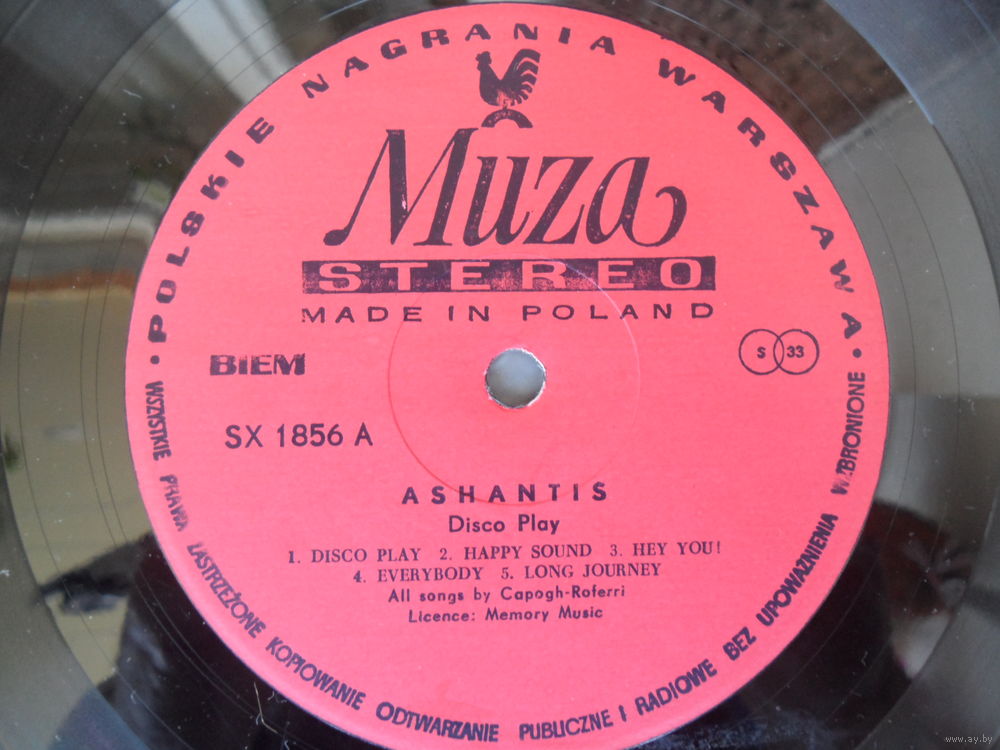 POLSKIE NAGRANIA WARSZAWA
Muza
STEREO
MADE IN POLAND
BIEM
S 33
SX 1856 A
ASHANTIS
Disco Play
1. DISCO PLAY 2. HAPPY SOUND 3. HEY YOU!
4. EVERYBODY 5. LONG JOURNEY
All songs by Capogh-Roferri
Licence: Memory Music
· WSZYSTKIE PRAWA ZASTRZEŻONE KOPIOWANIE ODTWARZANIE PUBLICZNE I RADIOWE BEZ UPOWAŻNIENIA WZBRONIONE ·
www.ay.by